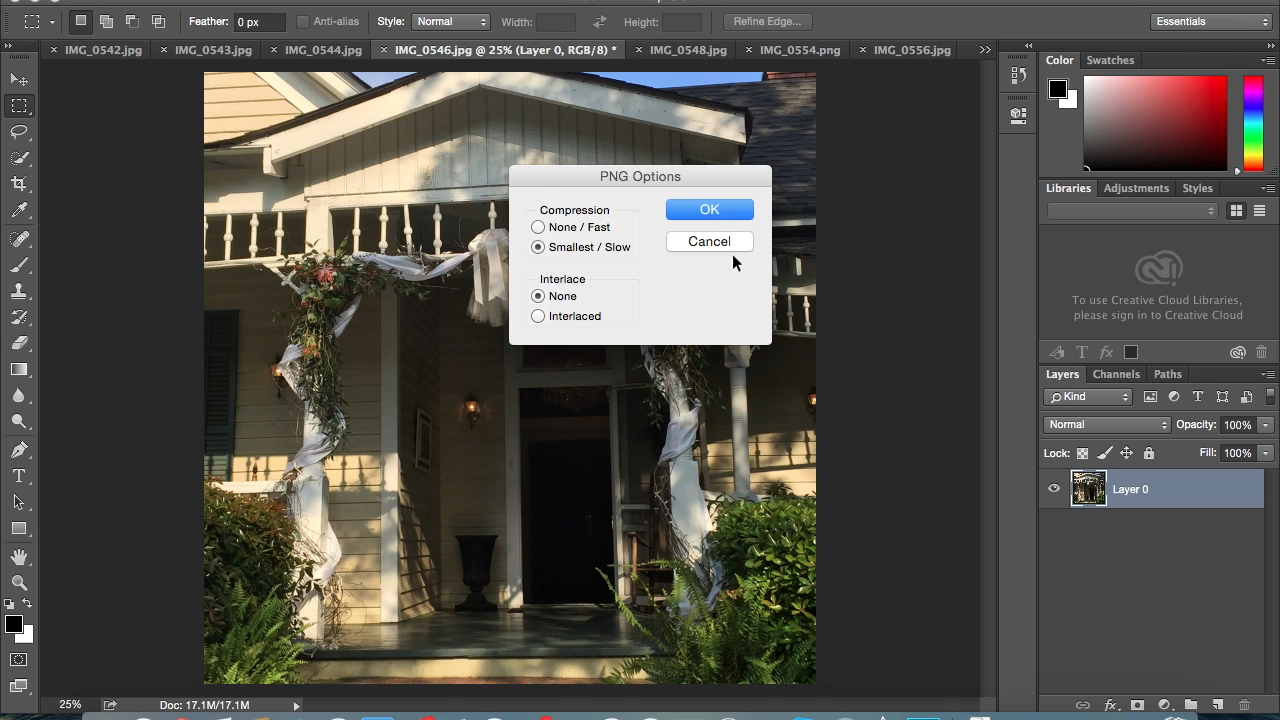 Feather: 0 px Anti-alias Style: Normal Width: Height: Refine Edge... Essentials
IMG_0542.jpg IMG_0543.jpg IMG_0544.jpg IMG_0546.jpg @ 25% (Layer 0, RGB/8) * IMG_0548.jpg IMG_0554.png IMG_0556.jpg
Color Swatches
PNG Options
Compression
None / Fast
Smallest / Slow
OK
Cancel
Interlace
None
Interlaced
Libraries Adjustments Styles
To use Creative Cloud Libraries,
please sign in to Creative Cloud
Layers Channels Paths
Kind
Normal Opacity: 100%
Lock: Fill: 100%
Layer 0
25% Doc: 17.1M/17.1M